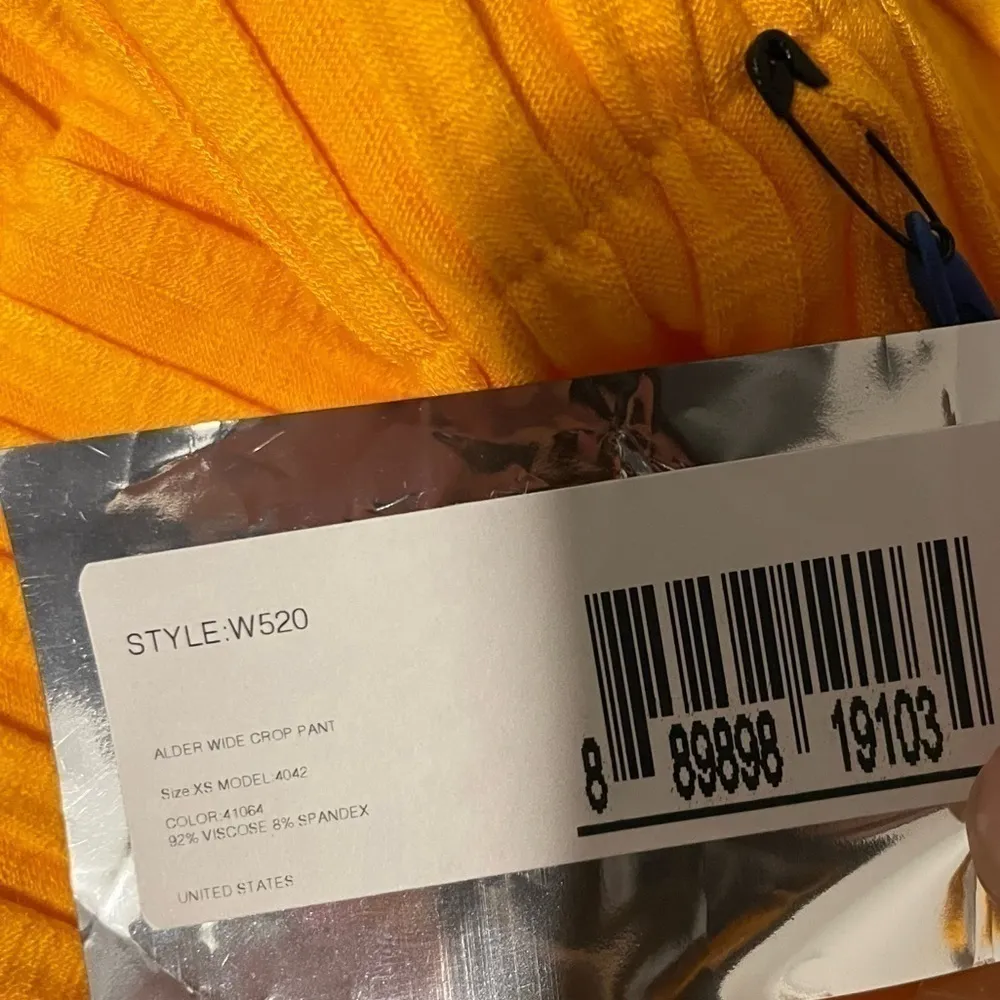 STYLE:W520
ALDER WIDE CROP PANT
Size XS MODEL:4042
COLOR:41064
92% VISCOSE 8% SPANDEX
UNITED STATES
8 89898 19103